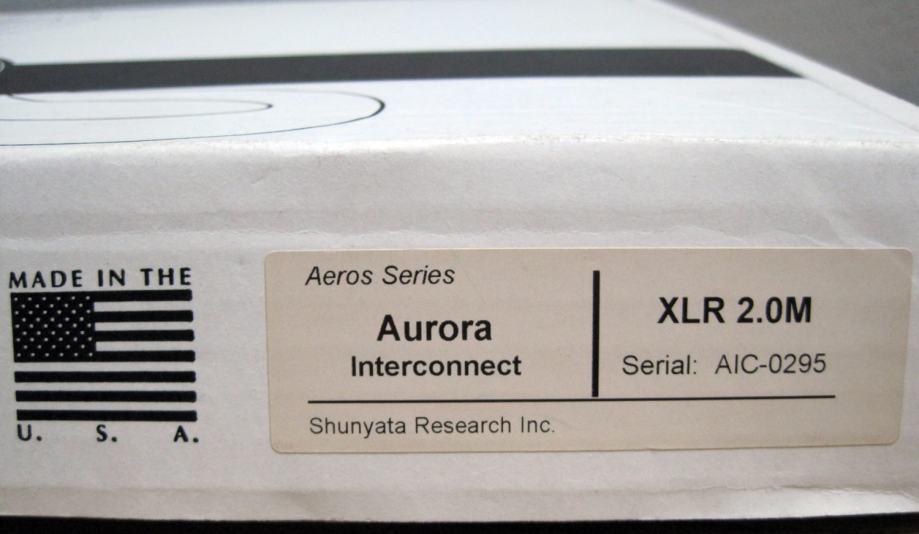 MADE IN THE
U. S. A.
Aeros Series
Aurora
Interconnect
XLR 2.0M
Serial: AIC-0295
Shunyata Research Inc.